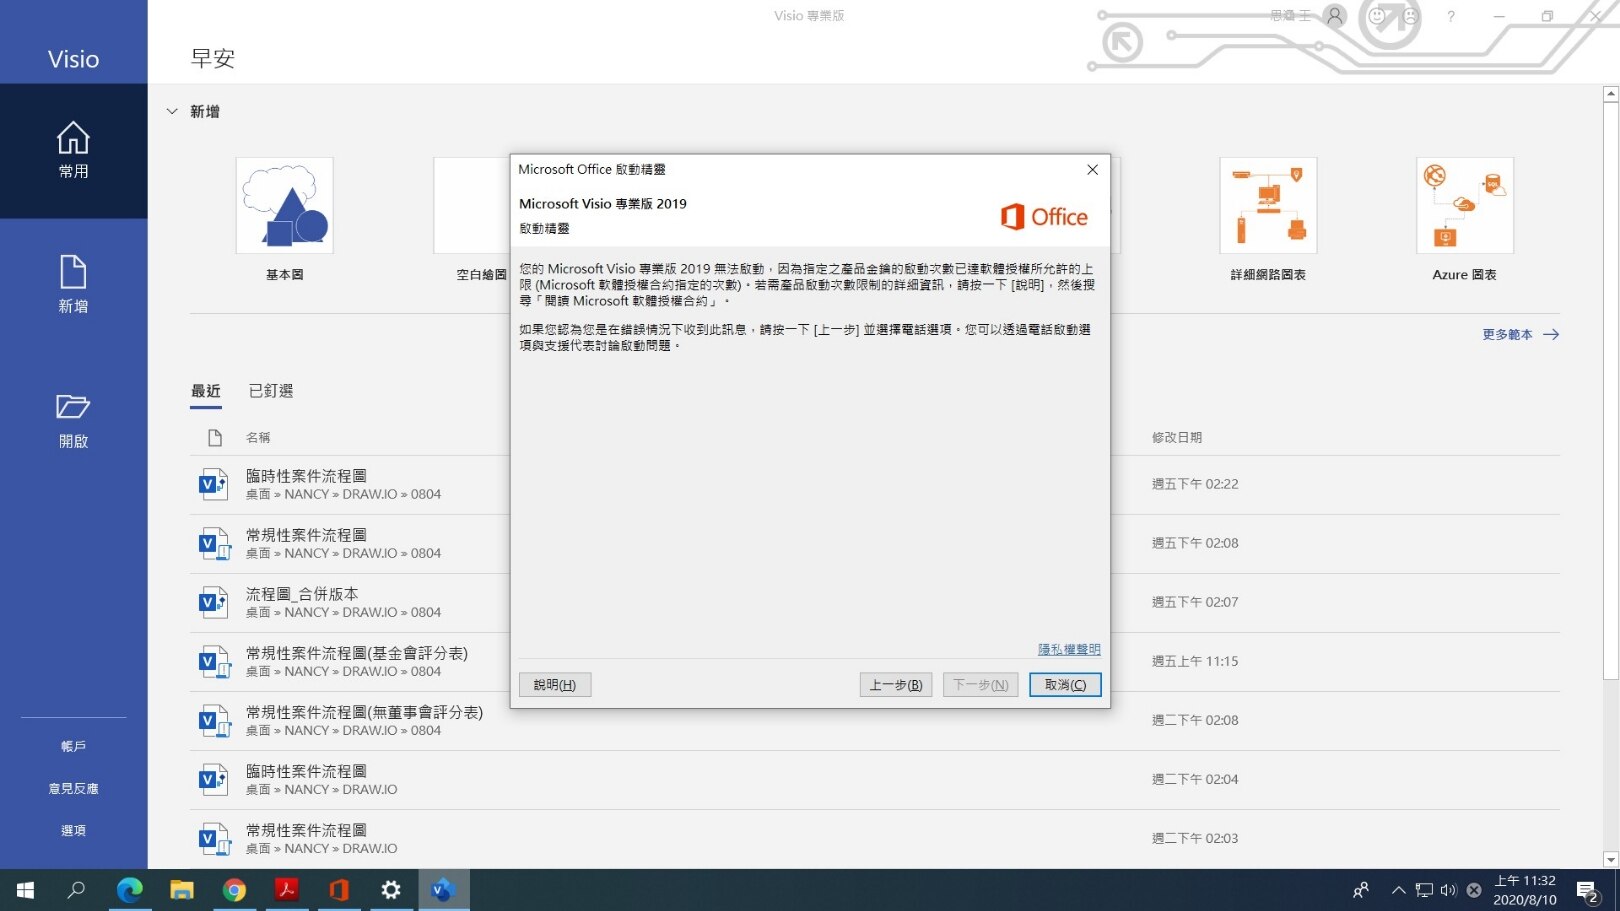 Visio 專業版
?
Visio
早安
新增
常用
新增
開啟
基本圖
空白繪圖
詳細網路圖表
Azure 圖表
更多範本
Microsoft Office 啟動精靈
Microsoft Visio 專業版 2019
啟動精靈
Office
您的 Microsoft Visio 專業版 2019 無法啟動，因為指定之產品金鑰的啟動次數已達軟體授權所允許的上
限 (Microsoft 軟體授權合約指定的次數)。若需產品啟動次數限制的詳細資訊，請按一下 [說明]，然後搜
尋「閱讀 Microsoft 軟體授權合約」。
如果您認為您是在錯誤情況下收到此訊息，請按一下 [上一步] 並選擇電話選項。您可以透過電話啟動選
項與支援代表討論啟動問題。
隱私權聲明
說明(H)
上一步(B)
下一步(N)
取消(C)
最近
已釘選
名稱
修改日期
臨時性案件流程圖
桌面 » NANCY » DRAW.IO » 0804
週五下午 02:22
常規性案件流程圖
桌面 » NANCY » DRAW.IO » 0804
週五下午 02:08
流程圖_合併版本
桌面 » NANCY » DRAW.IO » 0804
週五下午 02:07
常規性案件流程圖(基金會評分表)
桌面 » NANCY » DRAW.IO » 0804
週五上午 11:15
常規性案件流程圖(無董事會評分表)
桌面 » NANCY » DRAW.IO » 0804
週二下午 02:08
臨時性案件流程圖
桌面 » NANCY » DRAW.IO
週二下午 02:04
常規性案件流程圖
桌面 » NANCY » DRAW.IO
週二下午 02:03
帳戶
意見反應
選項
上午 11:32
2020/8/10
2